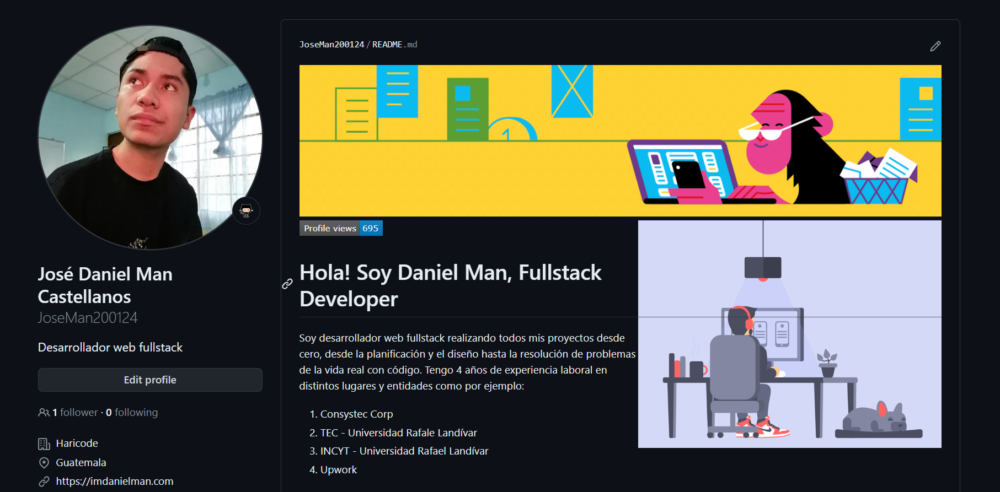 José Daniel Man
Castellanos
JoseMan200124
Desarrollador web fullstack
Edit profile
1 follower · 0 following
Haricode
Guatemala
https://imdanielman.com
JoseMan200124/README.md
1
Profile views 695
Hola! Soy Daniel Man, Fullstack
Developer
Soy desarrollador web fullstack realizando todos mis proyectos desde
cero, desde la planificación y el diseño hasta la resolución de problemas
de la vida real con código. Tengo 4 años de experiencia laboral en
distintos lugares y entidades como por ejemplo:
1. Consystec Corp
2. TEC - Universidad Rafale Landívar
3. INCYT - Universidad Rafael Landívar
4. Upwork